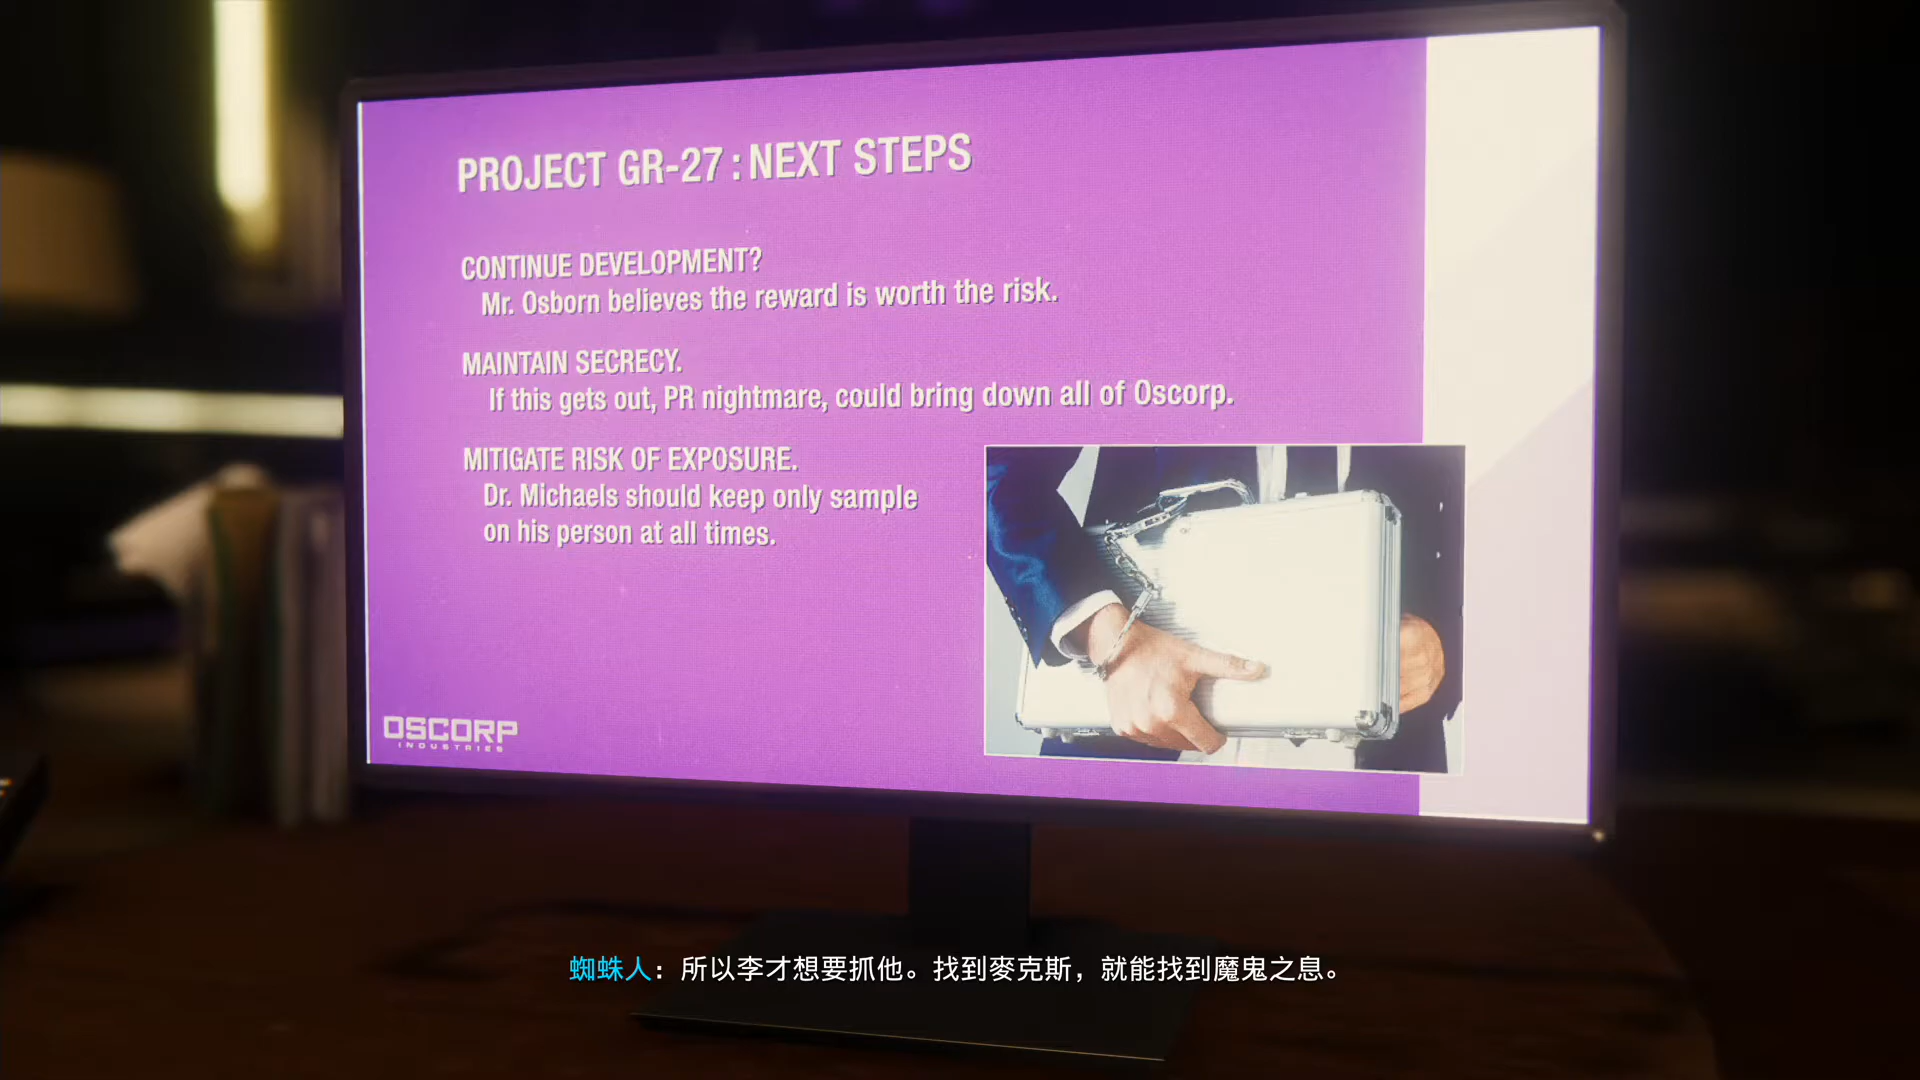 PROJECT GR-27 : NEXT STEPS
CONTINUE DEVELOPMENT?
Mr. Osborn believes the reward is worth the risk.
MAINTAIN SECRECY.
If this gets out, PR nightmare, could bring down all of Oscorp.
MITIGATE RISK OF EXPOSURE.
Dr. Michaels should keep only sample
on his person at all times.
OSCORP
INDUSTRIES
蜘蛛人：所以李才想要抓他。找到麥克斯，就能找到魔鬼之息。